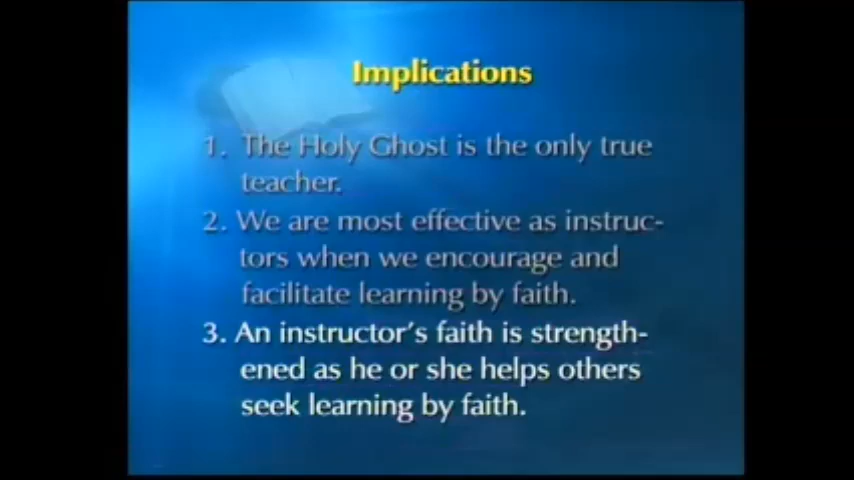 Implications
1. The Holy Ghost is the only true
teacher.
2. We are most effective as instruc-
tors when we encourage and
facilitate learning by faith.
3. An instructor's faith is strength-
ened as he or she helps others
seek learning by faith.